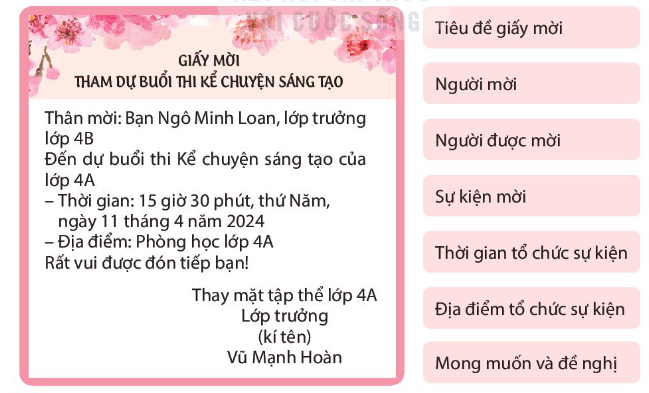 VỚI CUỘC SỐNG
GIẤY MỜI
THAM DỰ BUỔI THI KỂ CHUYỆN SÁNG TẠO
Thân mời: Bạn Ngô Minh Loan, lớp trưởng
lớp 4B
Đến dự buổi thi Kể chuyện sáng tạo của
lớp 4A
– Thời gian: 15 giờ 30 phút, thứ Năm,
ngày 11 tháng 4 năm 2024
– Địa điểm: Phòng học lớp 4A
Rất vui được đón tiếp bạn!
Thay mặt tập thể lớp 4A
Lớp trưởng
(kí tên)
Vũ Mạnh Hoàn
Tiêu đề giấy mời
Người mời
Người được mời
Sự kiện mời
Thời gian tổ chức sự kiện
Địa điểm tổ chức sự kiện
Mong muốn và đề nghị